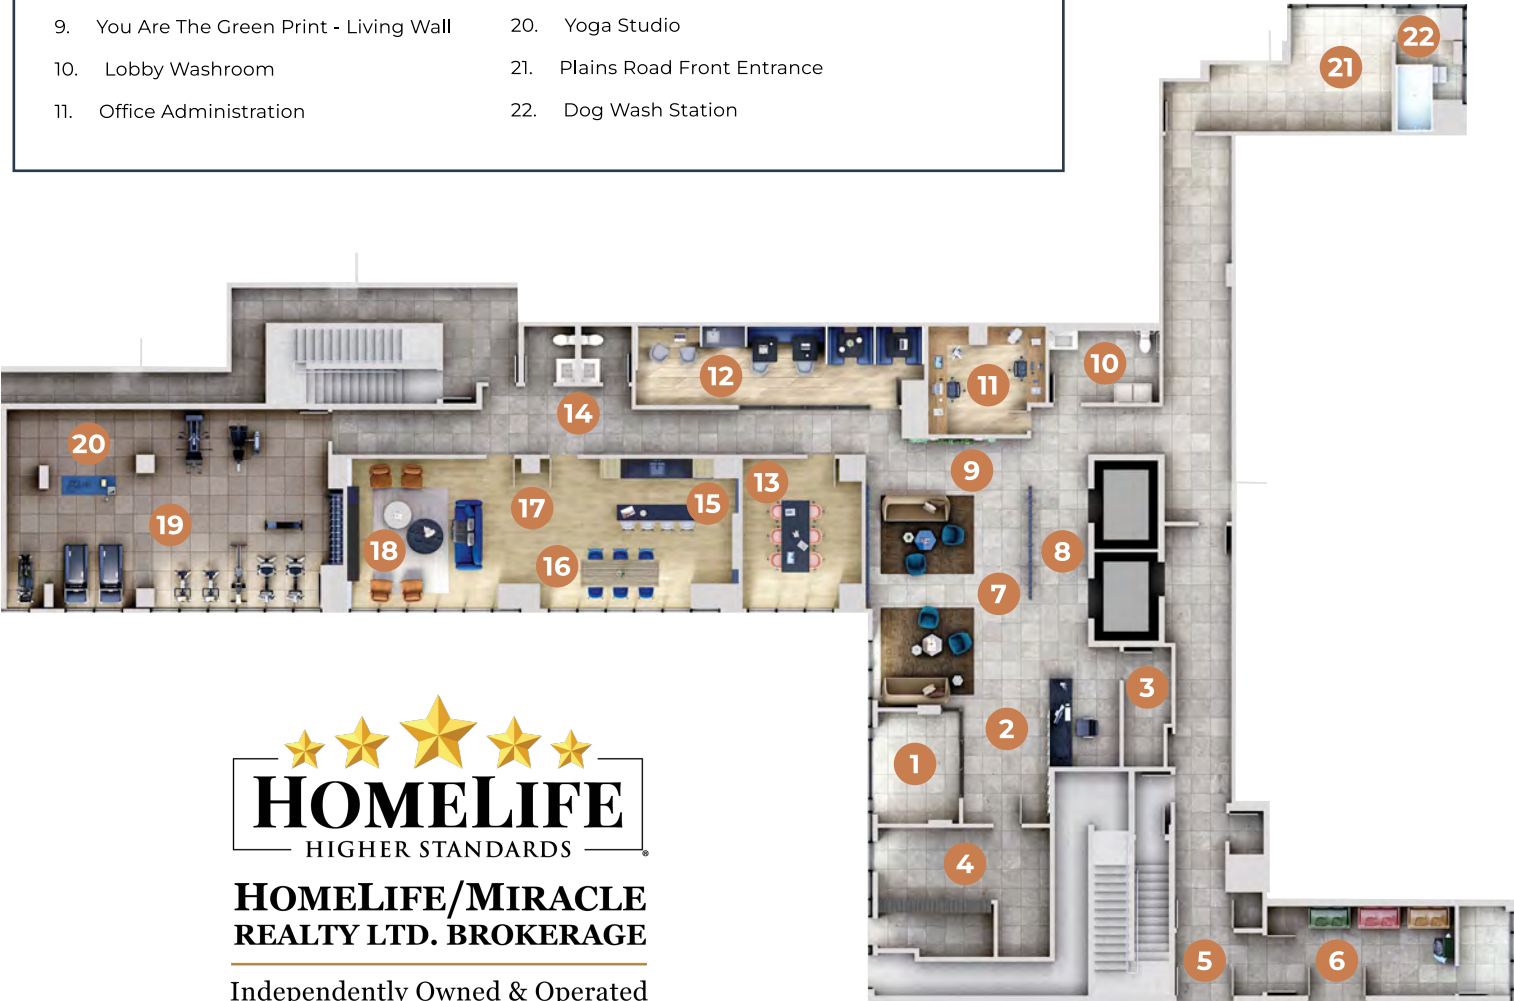 9. You Are The Green Print - Living Wall
10. Lobby Washroom
11. Office Administration
20. Yoga Studio
21. Plains Road Front Entrance
22. Dog Wash Station
22
21
12
11
10
14
20
19
18
17
16
15
13
9
8
7
3
2
1
4
5
6
HOMELIFE
HIGHER STANDARDS
®
HOMELIFE/MIRACLE
REALTY LTD. BROKERAGE
Independently Owned & Operated